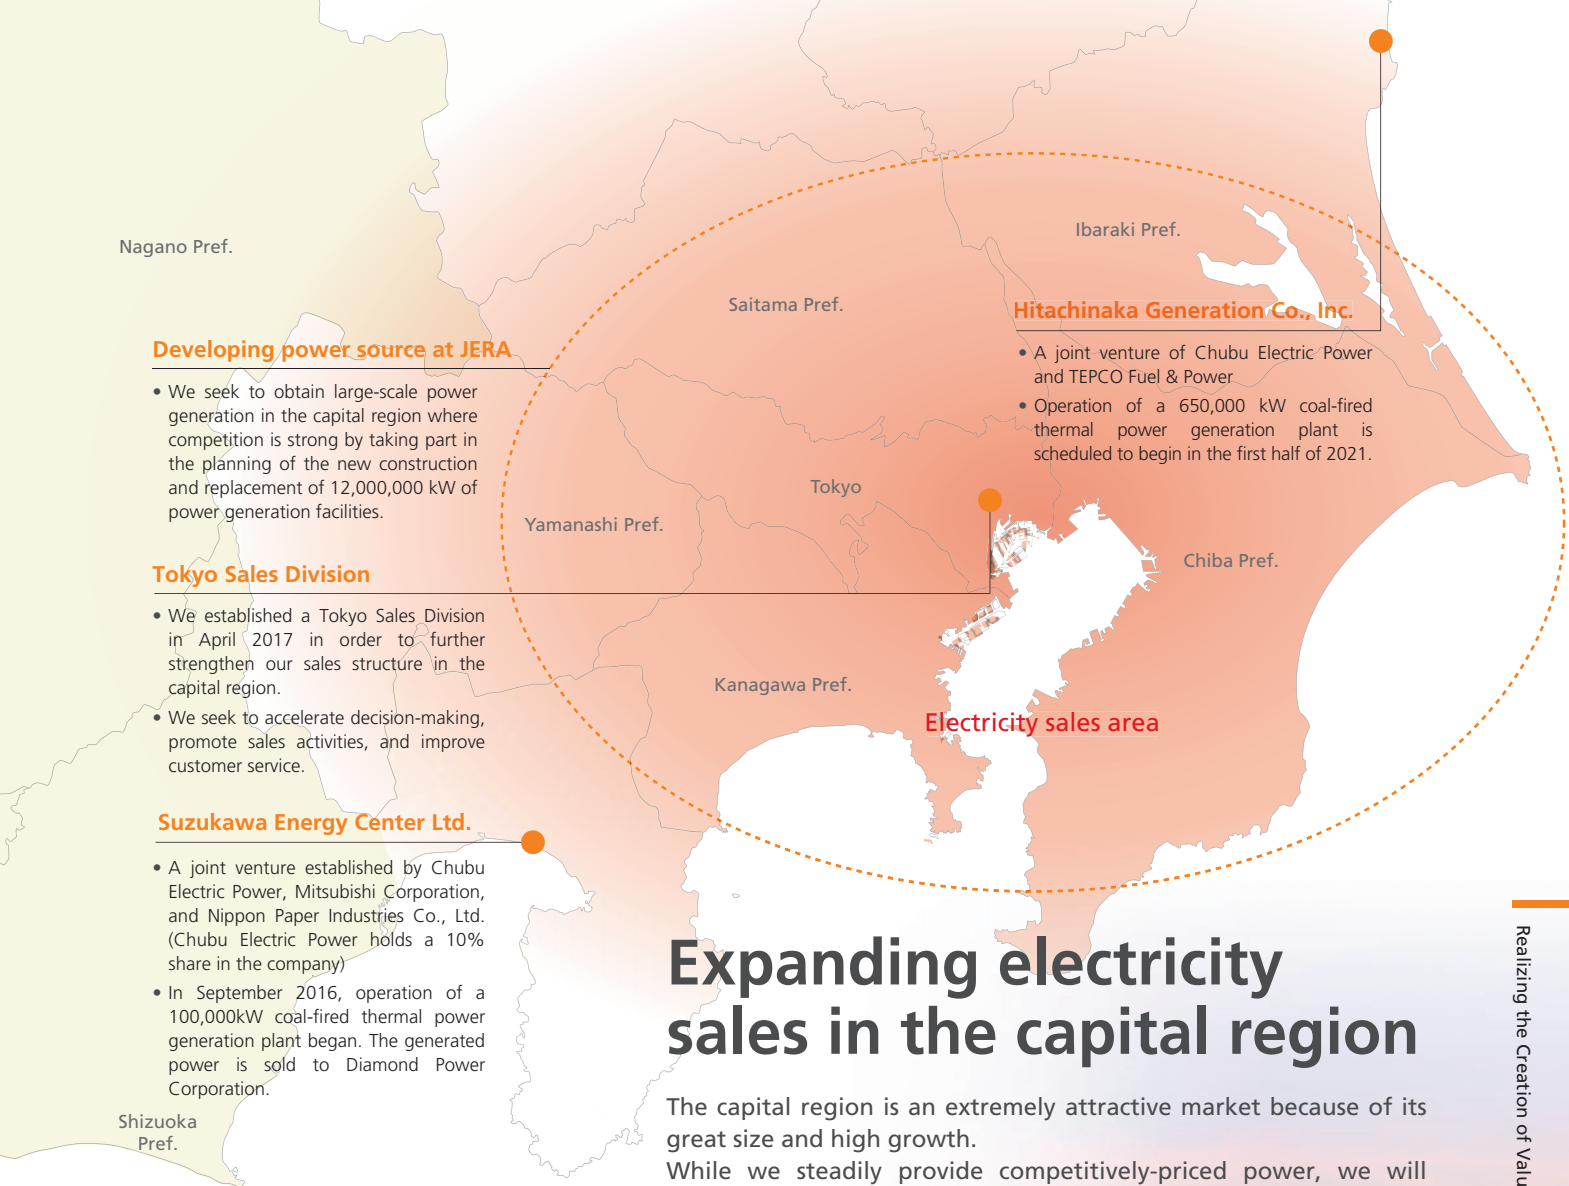 Nagano Pref.
Ibaraki Pref.
Saitama Pref.
Hitachinaka Generation Co., Inc.
• A joint venture of Chubu Electric Power
and TEPCO Fuel & Power
• Operation of a 650,000 kW coal-fired
thermal power generation plant is
scheduled to begin in the first half of 2021.
Developing power source at JERA
• We seek to obtain large-scale power
generation in the capital region where
competition is strong by taking part in
the planning of the new construction
and replacement of 12,000,000 kW of
power generation facilities.
Tokyo
Yamanashi Pref.
Chiba Pref.
Tokyo Sales Division
• We established a Tokyo Sales Division
in April 2017 in order to further
strengthen our sales structure in the
capital region.
• We seek to accelerate decision-making,
promote sales activities, and improve
customer service.
Kanagawa Pref.
Electricity sales area
Suzukawa Energy Center Ltd.
• A joint venture established by Chubu
Electric Power, Mitsubishi Corporation,
and Nippon Paper Industries Co., Ltd.
(Chubu Electric Power holds a 10%
share in the company)
• In September 2016, operation of a
100,000kW coal-fired thermal power
generation plant began. The generated
power is sold to Diamond Power
Corporation.
Shizuoka
Pref.
Expanding electricity
sales in the capital region
The capital region is an extremely attractive market because of its
great size and high growth.
While we steadily provide competitively-priced power, we will
Realizing the Creation of Valu